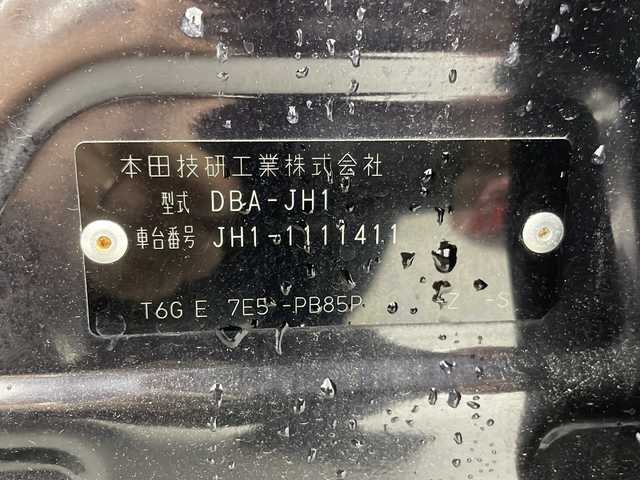 本田技研工業株式会社
型式 DBA-JH1
車台番号 JH1-1111411
T6G E 7E5 -PB85P Z -S